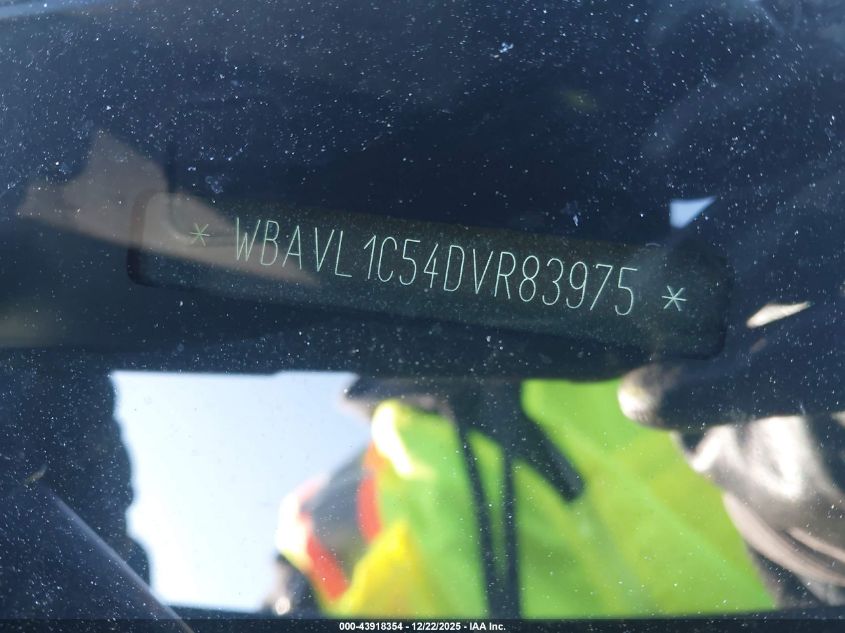 * WBAVL1C54DVR83975 *
000-43918354 - 12/22/2025 - IAA Inc.